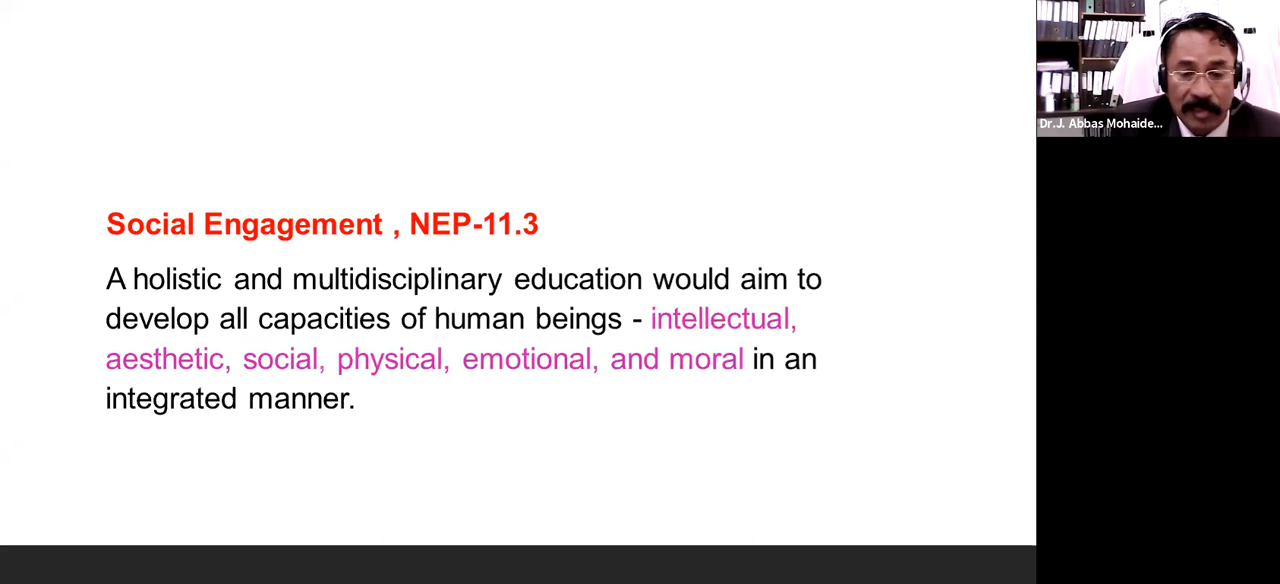 Social Engagement , NEP-11.3
A holistic and multidisciplinary education would aim to
develop all capacities of human beings - intellectual,
aesthetic, social, physical, emotional, and moral in an
integrated manner.
Dr.J. Abbas Mohaide...